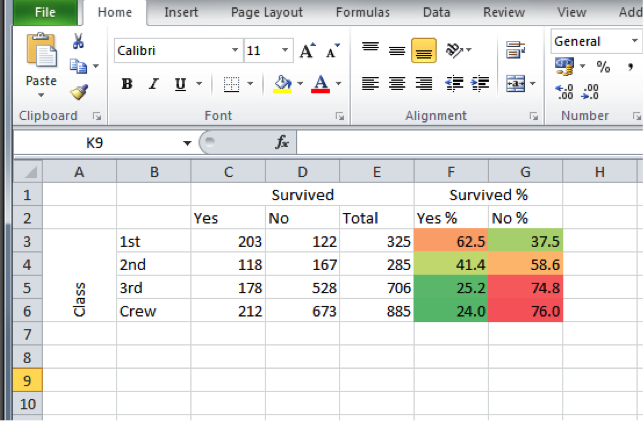 File Home Insert Page Layout Formulas Data Review View Add
Calibri 11 A A General
Paste B I U A a % ,
.0 .00 .00 .0
Clipboard Font Alignment Number
K9 fx
A B C D E F G H
1 Survived Survived %
2 Yes No Total Yes % No %
3 1st 203 122 325 62.5 37.5
4 2nd 118 167 285 41.4 58.6
5 3rd 178 528 706 25.2 74.8
6 Class Crew 212 673 885 24.0 76.0
7
8
9
10